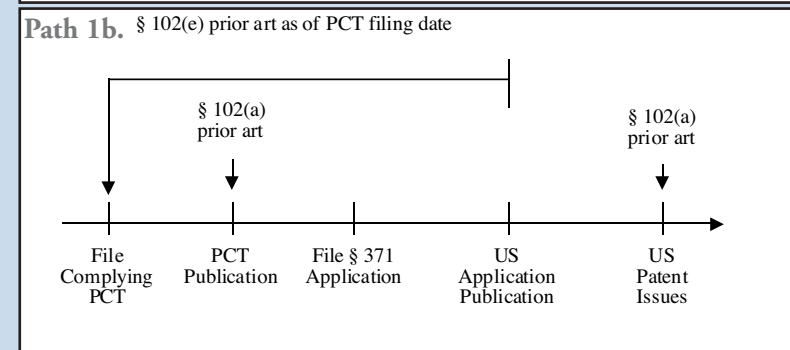 Path 1b. § 102(e) prior art as of PCT filing date
§ 102(a)
prior art
§ 102(a)
prior art
File
Complying
PCT
PCT
Publication
File § 371
Application
US
Application
Publication
US
Patent
Issues